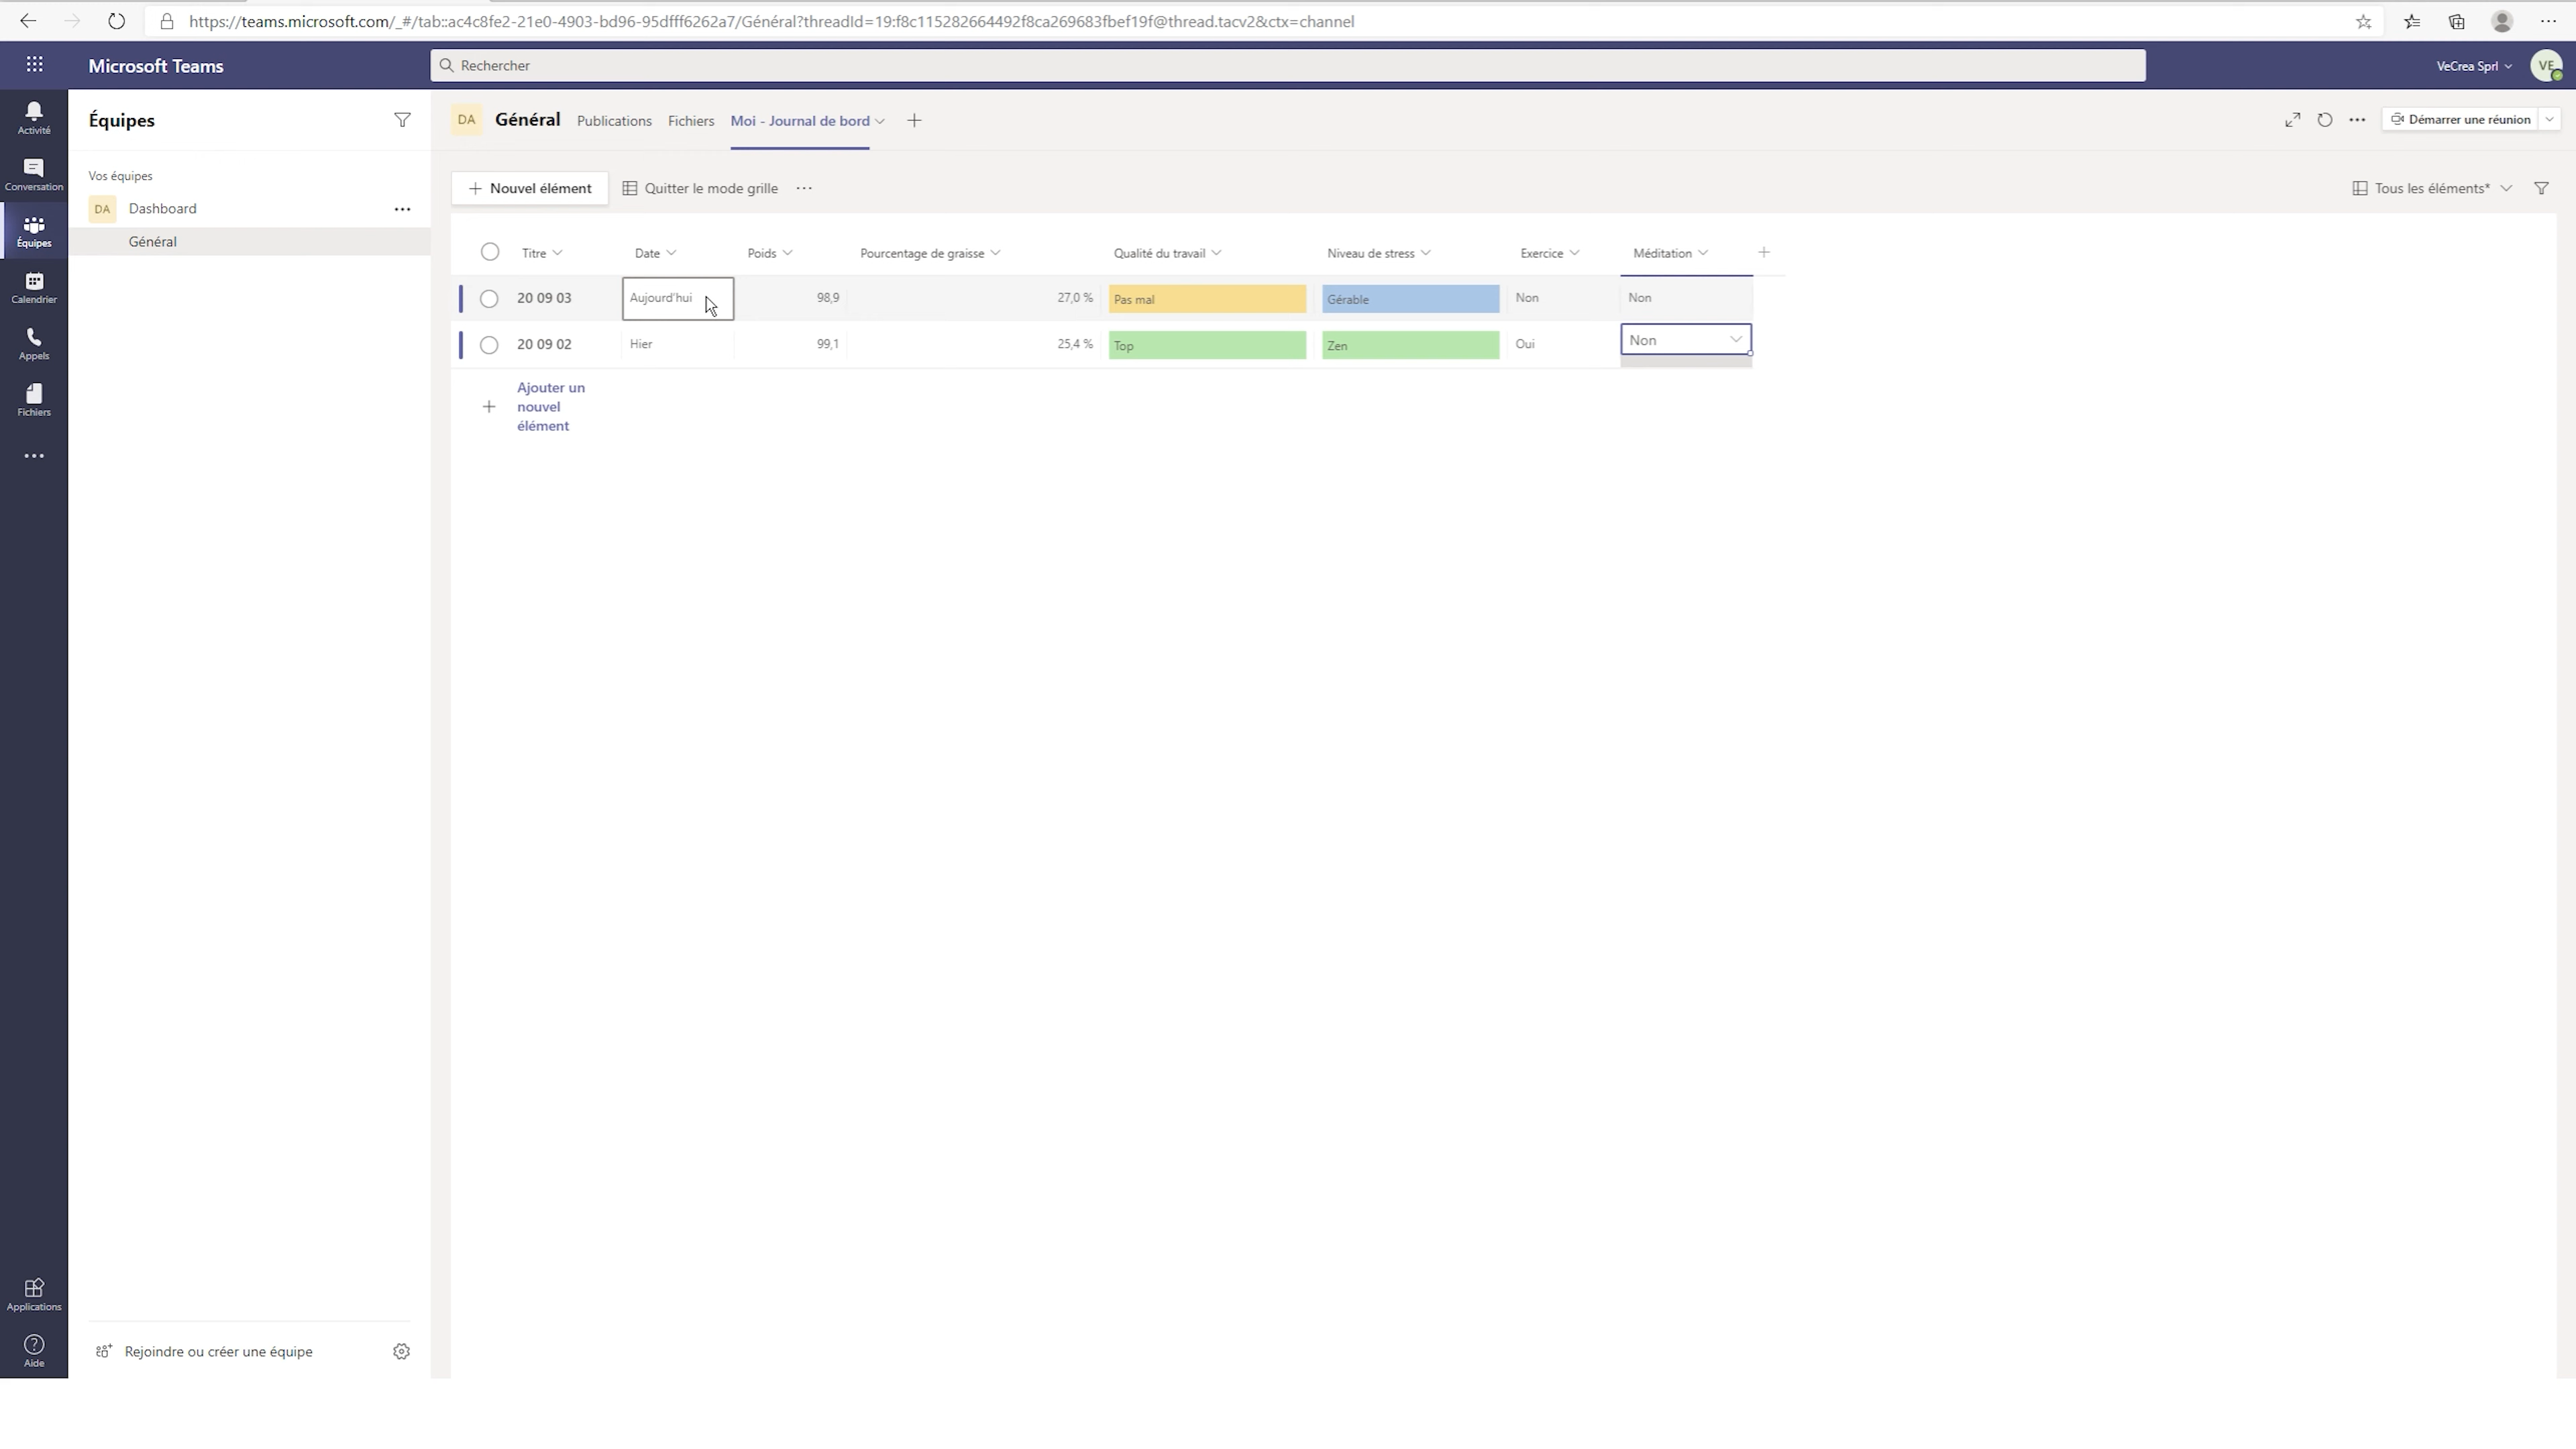 https://teams.microsoft.com/_#/tab::ac4c8fe2-21e0-4903-bd96-95dfff6262a7/Général?threadId=19:f8c115282664492f8ca269683fbef19f@thread.tacv2&ctx=channel
Microsoft Teams
Rechercher
VeCrea Sprl
VE
Activité
Conversation
Équipes
Calendrier
Appels
Fichiers
Applications
Aide
Équipes
Vos équipes
DA Dashboard
Général
Rejoindre ou créer une équipe
DA Général Publications Fichiers Moi - Journal de bord
Démarrer une réunion
Nouvel élément Quitter le mode grille
Tous les éléments*
Titre Date Poids Pourcentage de graisse Qualité du travail Niveau de stress Exercice Méditation
20 09 03 Aujourd'hui 98,9 27,0 % Pas mal Gérable Non Non
20 09 02 Hier 99,1 25,4 % Top Zen Oui Non
Ajouter un
nouvel
élément